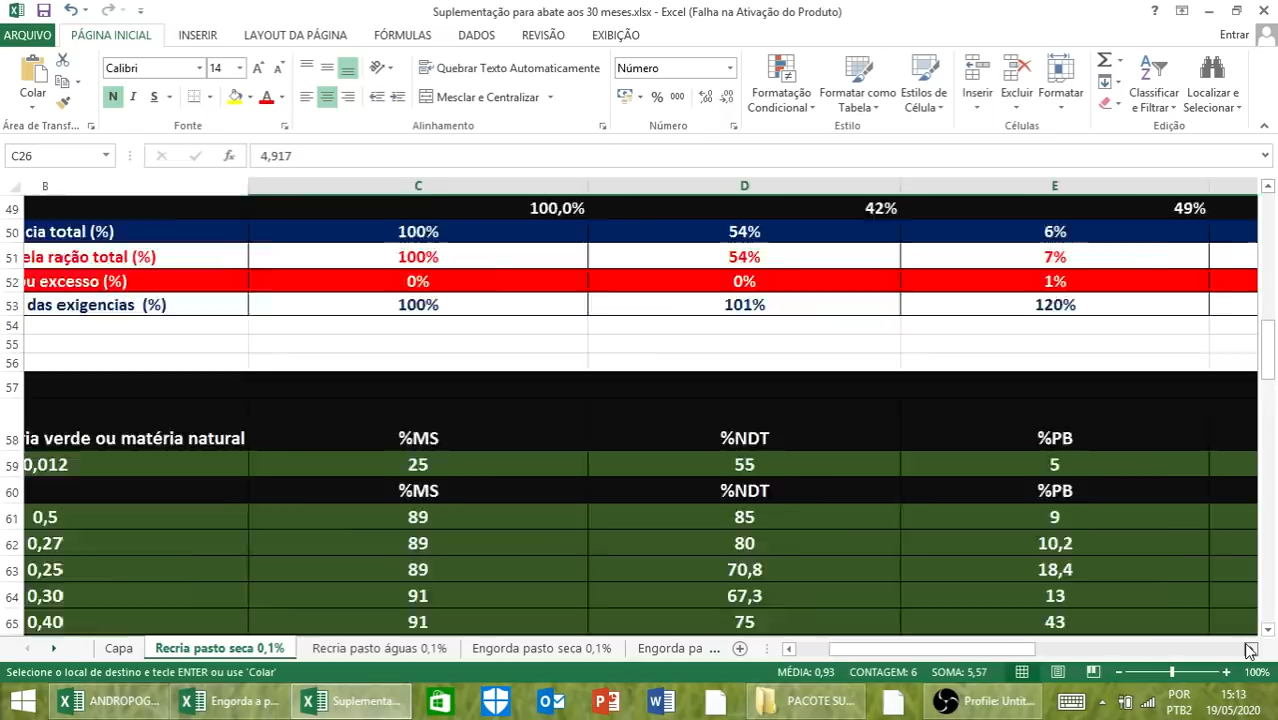 Suplementação para abate aos 30 meses.xlsx - Excel (Falha na Ativação do Produto)
ARQUIVO PÁGINA INICIAL INSERIR LAYOUT DA PÁGINA FÓRMULAS DADOS REVISÃO EXIBIÇÃO Entrar
Colar
Calibri 14
N I S
Quebrar Texto Automaticamente
Mesclar e Centralizar
Número
% 000
Formatação Condicional
Formatar como Tabela
Estilos de Célula
Inserir Excluir Formatar
Classificar e Filtrar
Localizar e Selecionar
Área de Transf... Fonte Alinhamento Número Estilo Células Edição
C26 fx 4,917
B C D E
49 100,0% 42% 49%
50 cia total (%) 100% 54% 6%
51 ela ração total (%) 100% 54% 7%
52 ou excesso (%) 0% 0% 1%
53 das exigencias (%) 100% 101% 120%
54
55
56
57
58 ria verde ou matéria natural %MS %NDT %PB
59 0,012 25 55 5
60 %MS %NDT %PB
61 0,5 89 85 9
62 0,27 89 80 10,2
63 0,25 89 70,8 18,4
64 0,30 91 67,3 13
65 0,40 91 75 43
Capa Recria pasto seca 0,1% Recria pasto águas 0,1% Engorda pasto seca 0,1% Engorda pa ...
Selecione o local de destino e tecle ENTER ou use 'Colar' MÉDIA: 0,93 CONTAGEM: 6 SOMA: 5,57 100%
ANDROPOG... Engorda a p... Suplementa... PACOTE SU... Profile: Untit... POR PTB2 15:13 19/05/2020